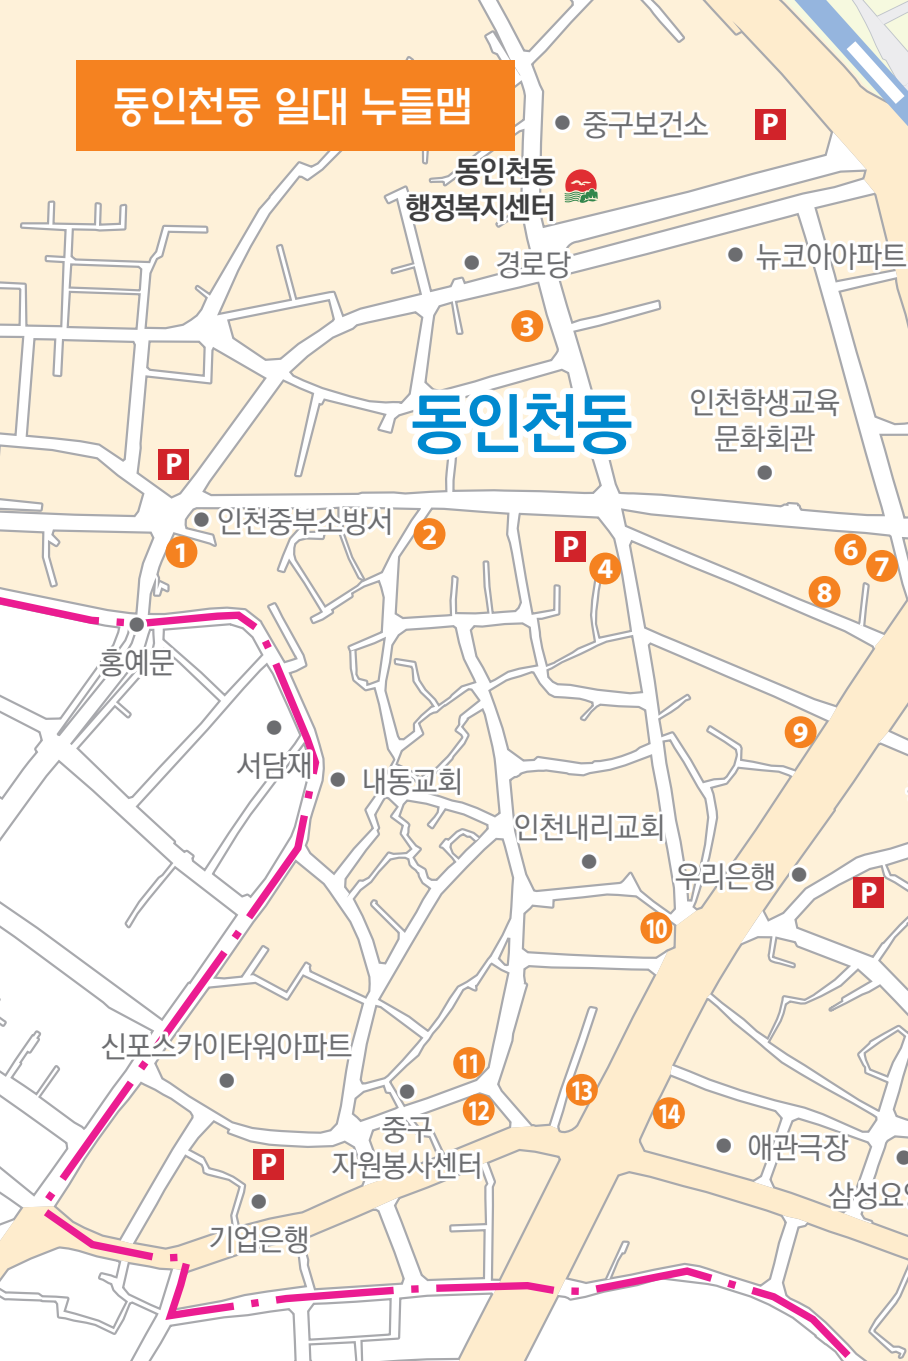 동인천동 일대 누들맵
중구보건소
P
동인천동
행정복지센터
경로당
뉴코아아파트
3
동인천동
인천학생교육
문화회관
P
인천중부소방서
1
2
P
4
6
7
8
홍예문
서담재
9
내동교회
인천내리교회
우리은행
P
10
신포스카이타워아파트
11
13
12
14
중구
자원봉사센터
애관극장
P
삼성요양
기업은행